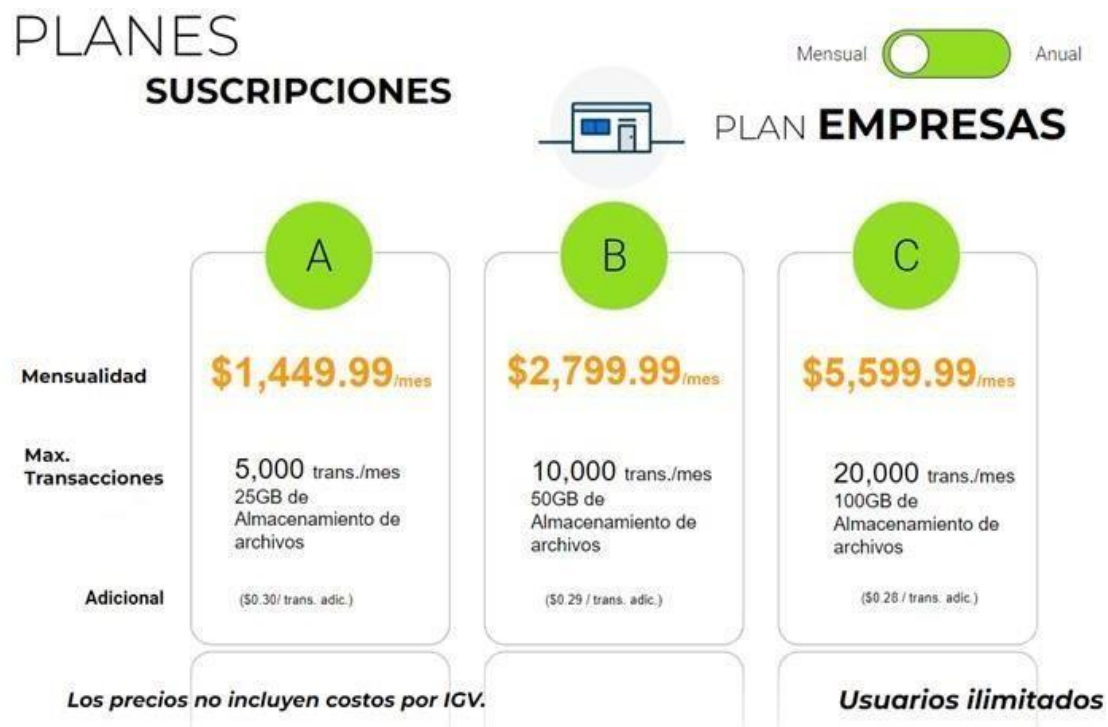 PLANES
SUSCRIPCIONES
Mensual
Anual
PLAN EMPRESAS
A
B
C
Mensualidad
$1,449.99/mes
$2,799.99/mes
$5,599.99/mes
Max.
Transacciones
5,000 trans./mes
25GB de
Almacenamiento de
archivos
10,000 trans./mes
50GB de
Almacenamiento de
archivos
20,000 trans./mes
100GB de
Almacenamiento de
archivos
Adicional
($0.30/ trans. adic.)
($0.29 / trans. adic.)
($0.28 / trans. adic.)
Los precios no incluyen costos por IGV.
Usuarios ilimitados